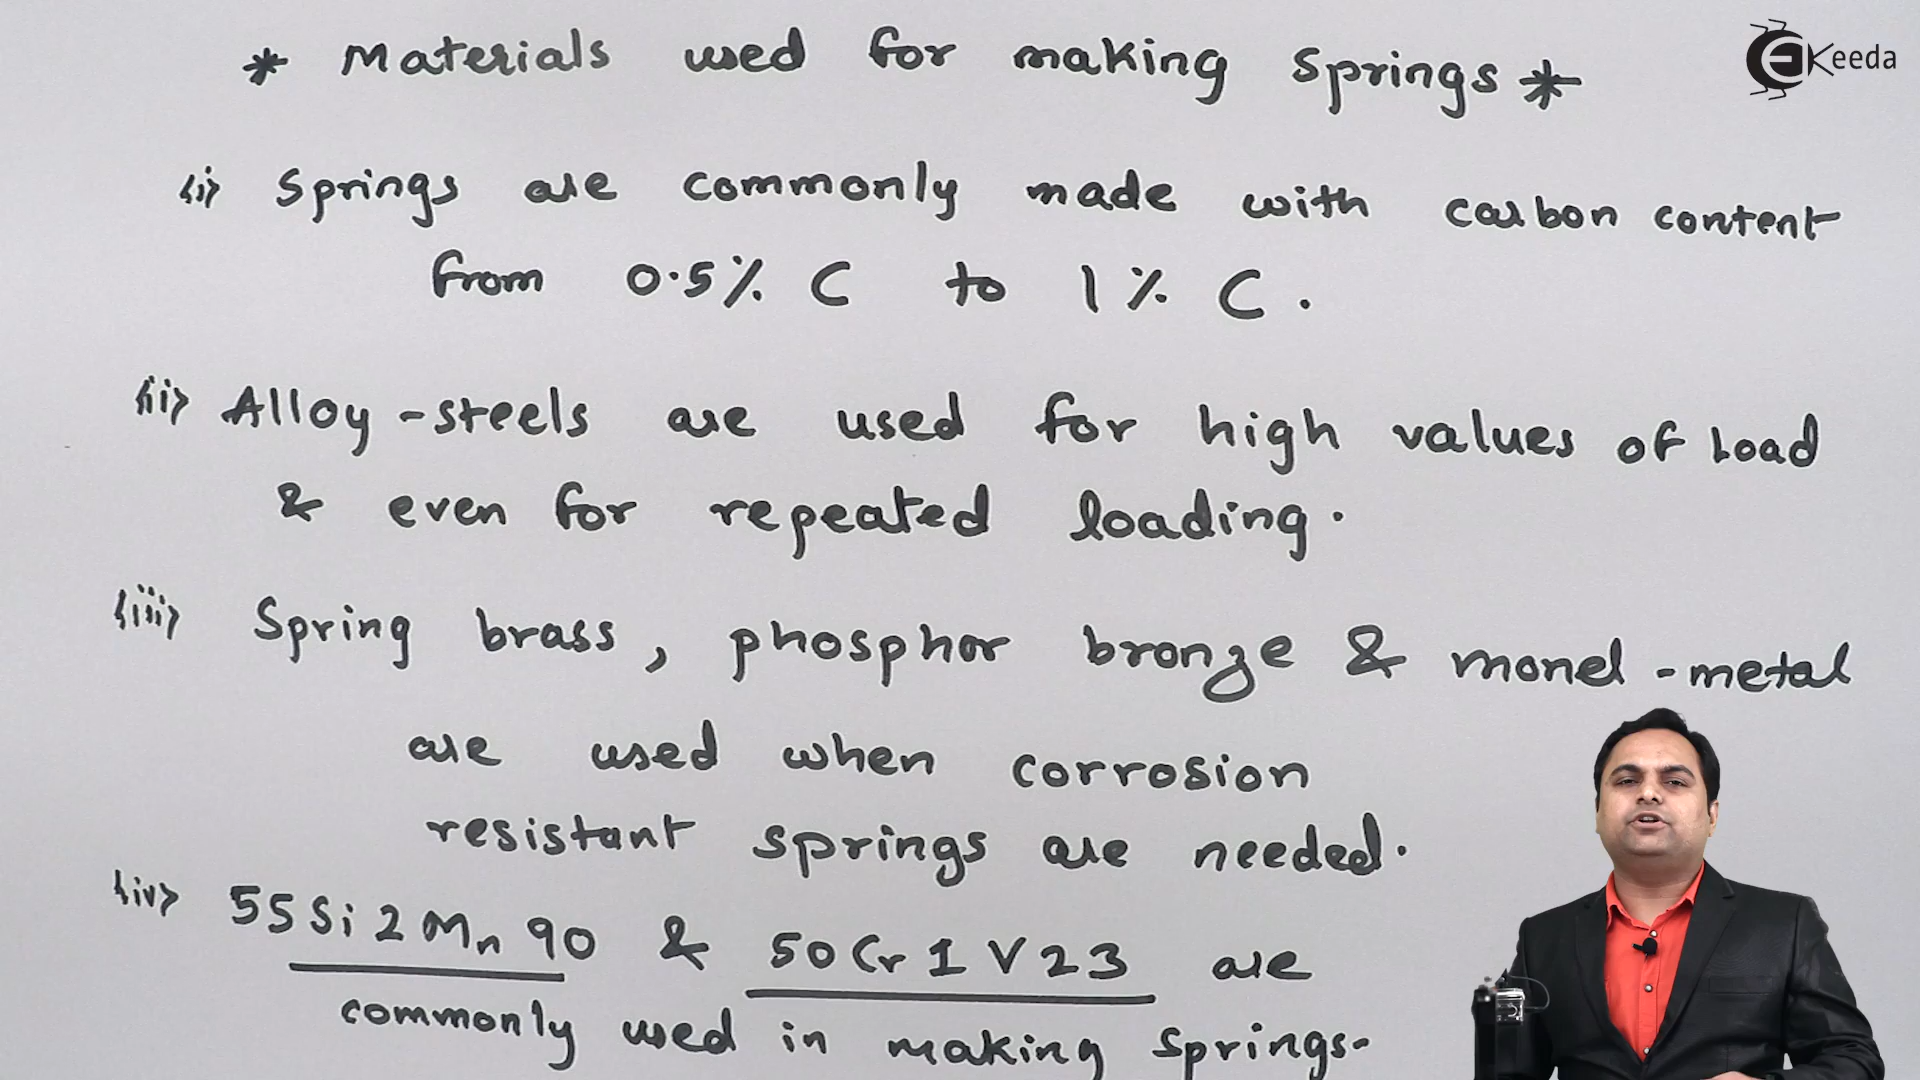 * Materials used for making springs *
Keeda
(i) Springs are commonly made with carbon content
from 0.5% C to 1% C.
(ii) Alloy-steels are used for high values of load
& even for repeated loading.
(iii) Spring brass, phosphor bronze & monel-metal
are used when corrosion
resistant springs are needed.
(iv) 55Si2Mn90 & 50Cr1V23 are
commonly used in making springs.